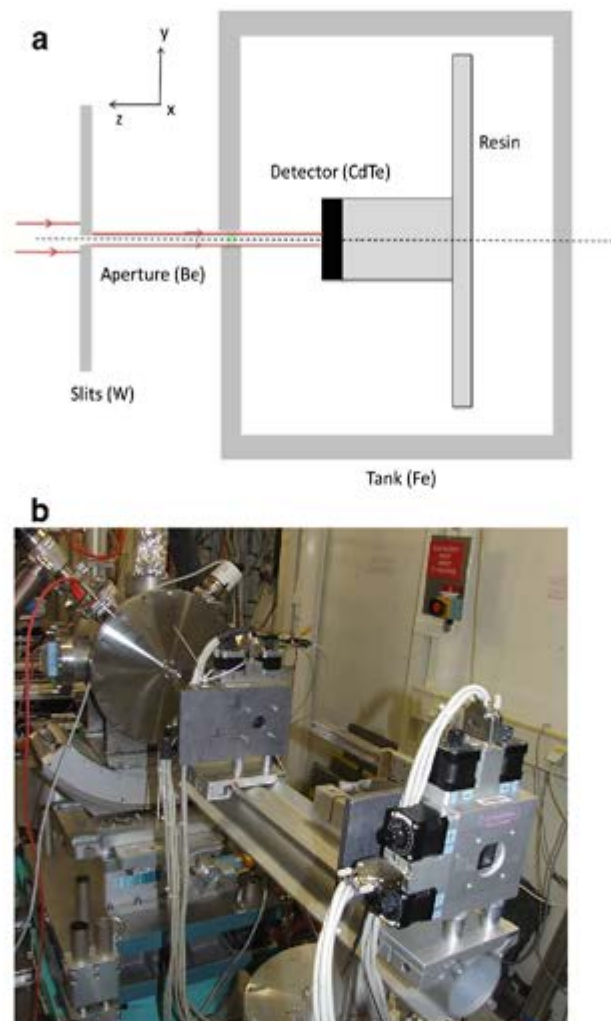 a
y
z
x
Resin
Detector (CdTe)
Aperture (Be)
Slits (W)
Tank (Fe)
b